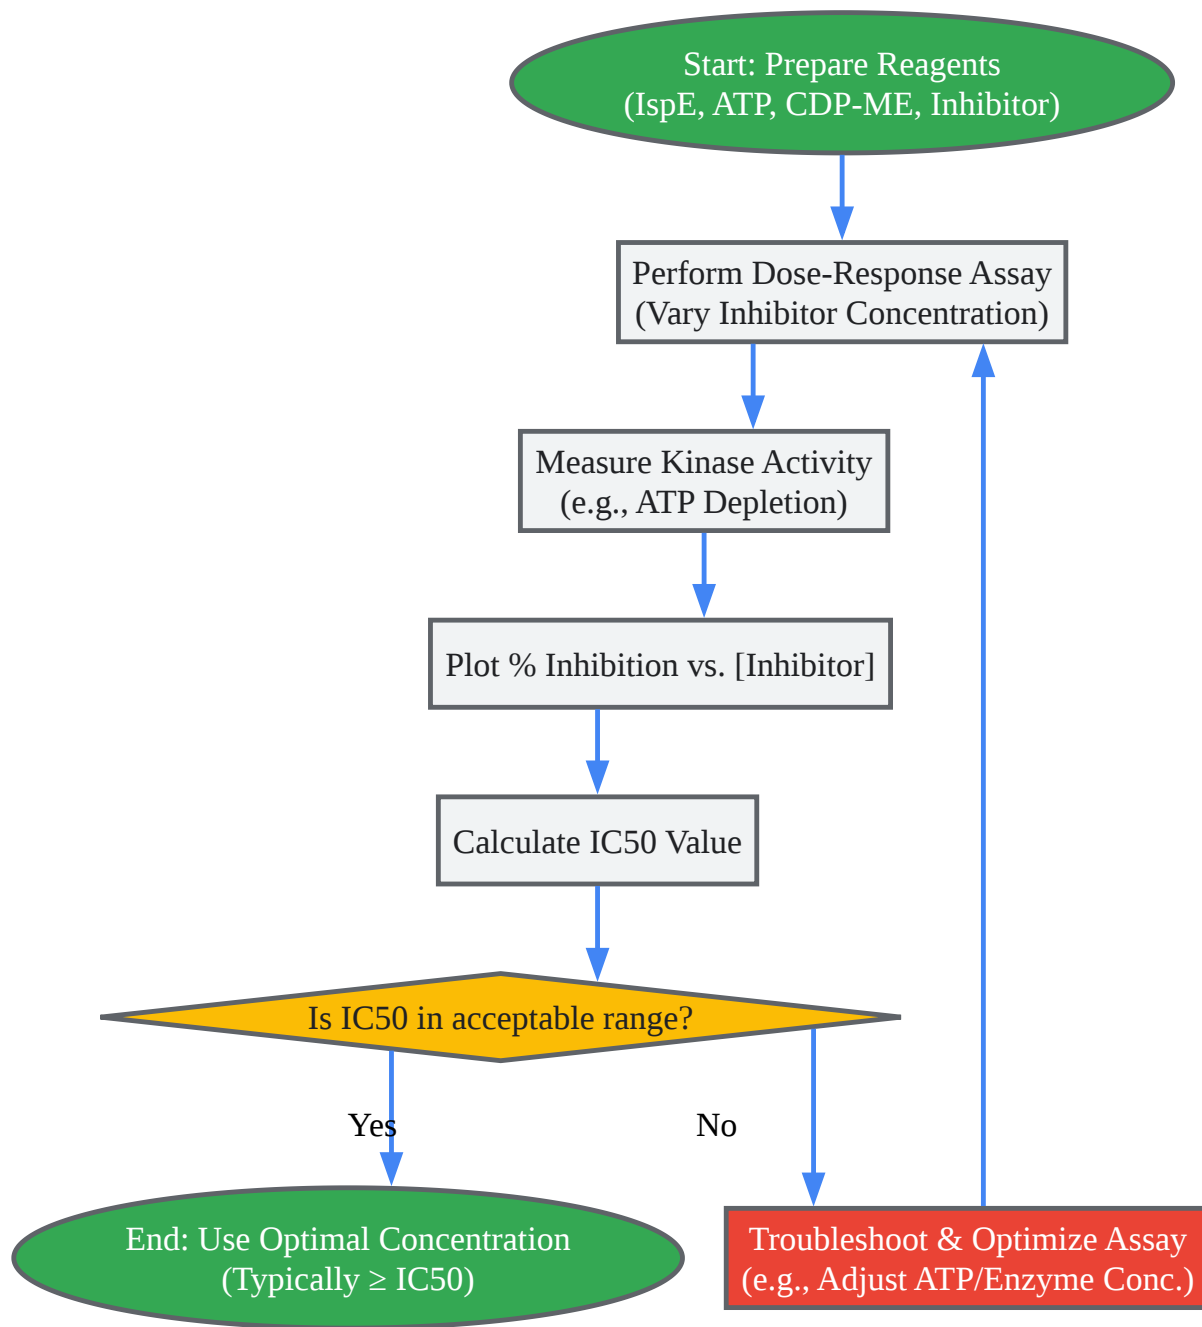 Start: Prepare Reagents
(IspE, ATP, CDP-ME, Inhibitor)
Perform Dose-Response Assay
(Vary Inhibitor Concentration)
Measure Kinase Activity
(e.g., ATP Depletion)
Plot % Inhibition vs. [Inhibitor]
Calculate IC50 Value
Is IC50 in acceptable range?
Yes
No
End: Use Optimal Concentration
(Typically ≥ IC50)
Troubleshoot & Optimize Assay
(e.g., Adjust ATP/Enzyme Conc.)